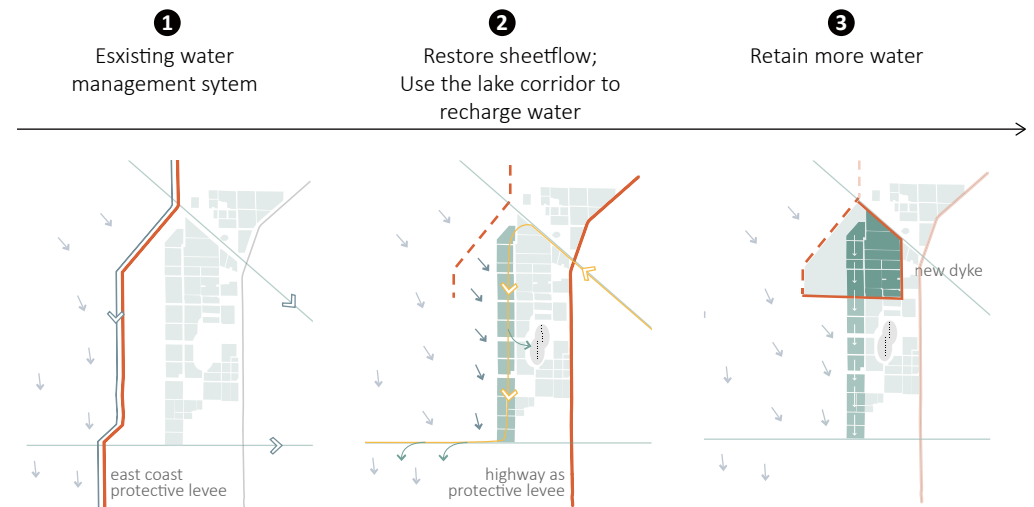 1
Esxisting water
management sytem
2
Restore sheetflow;
Use the lake corridor to
recharge water
3
Retain more water
east coast
protective levee
highway as
protective levee
new dyke